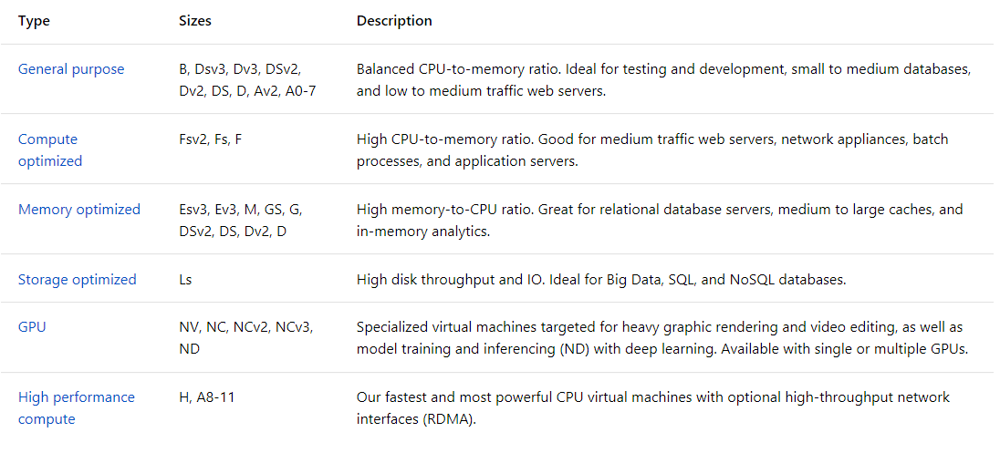 Type Sizes Description
General purpose B, Dsv3, Dv3, DSv2, Balanced CPU-to-memory ratio. Ideal for testing and development, small to medium databases,
Dv2, DS, D, Av2, A0-7 and low to medium traffic web servers.
Compute Fsv2, Fs, F High CPU-to-memory ratio. Good for medium traffic web servers, network appliances, batch
optimized processes, and application servers.
Memory optimized Esv3, Ev3, M, GS, G, High memory-to-CPU ratio. Great for relational database servers, medium to large caches, and
DSv2, DS, Dv2, D in-memory analytics.
Storage optimized Ls High disk throughput and IO. Ideal for Big Data, SQL, and NoSQL databases.
GPU NV, NC, NCv2, NCv3, Specialized virtual machines targeted for heavy graphic rendering and video editing, as well as
ND model training and inferencing (ND) with deep learning. Available with single or multiple GPUs.
High performance H, A8-11 Our fastest and most powerful CPU virtual machines with optional high-throughput network
compute interfaces (RDMA).